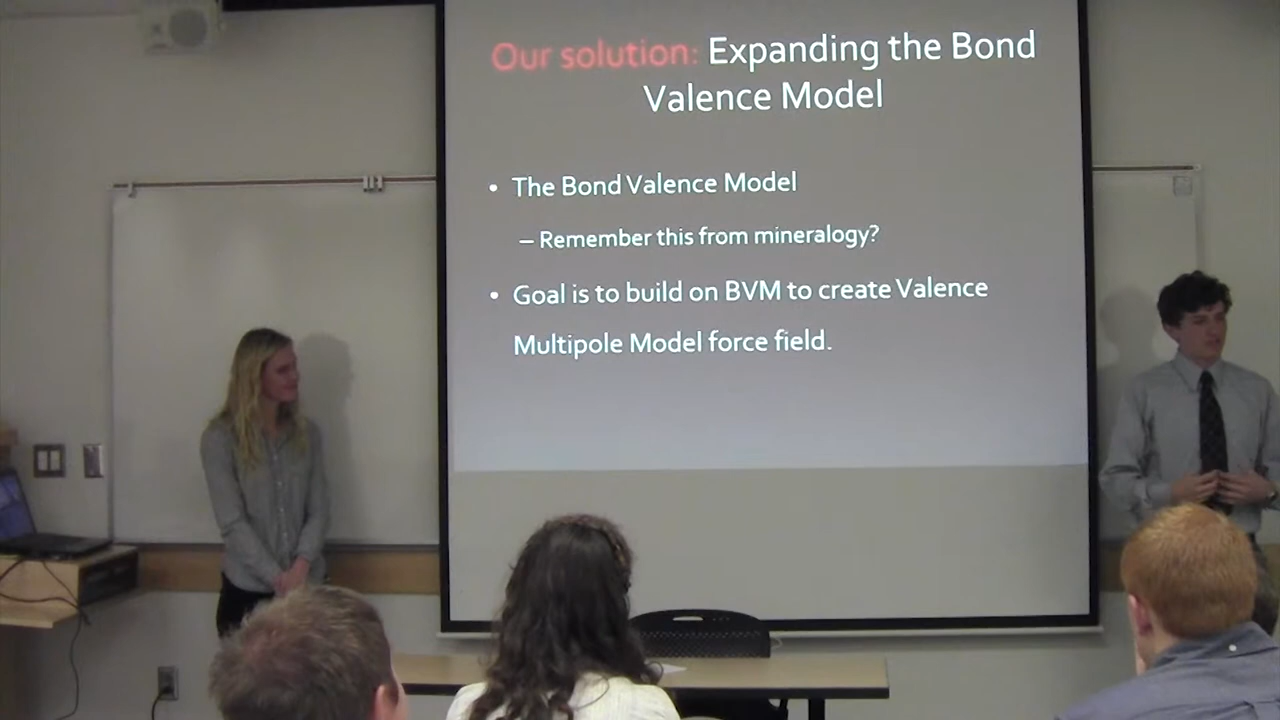 Our solution: Expanding the Bond
Valence Model
• The Bond Valence Model
– Remember this from mineralogy?
• Goal is to build on BVM to create Valence
Multipole Model force field.